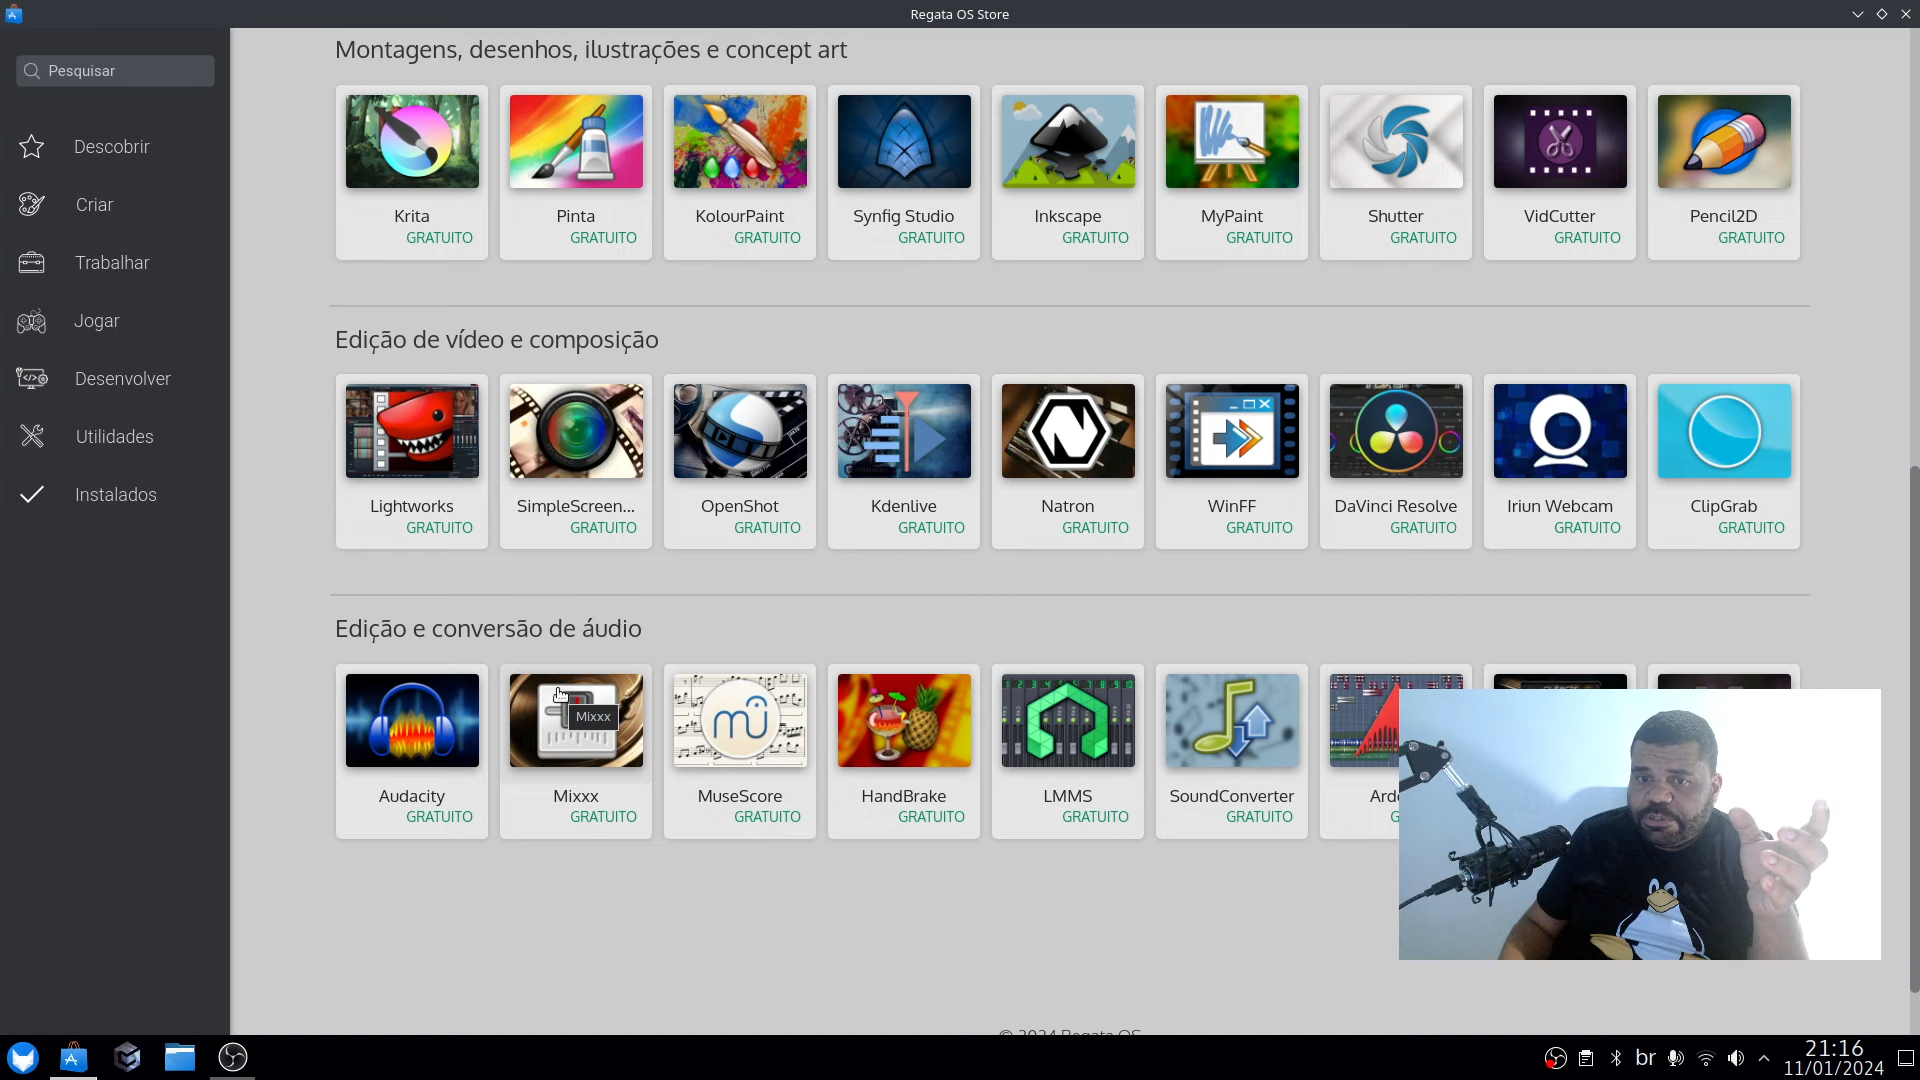 Regata OS Store
Pesquisar
Descobrir
Criar
Trabalhar
Jogar
Desenvolver
Utilidades
Instalados
Montagens, desenhos, ilustrações e concept art
Krita
GRATUITO
Pinta
GRATUITO
KolourPaint
GRATUITO
Synfig Studio
GRATUITO
Inkscape
GRATUITO
MyPaint
GRATUITO
Shutter
GRATUITO
VidCutter
GRATUITO
Pencil2D
GRATUITO
Edição de vídeo e composição
Lightworks
GRATUITO
SimpleScreen...
GRATUITO
OpenShot
GRATUITO
Kdenlive
GRATUITO
Natron
GRATUITO
WinFF
GRATUITO
DaVinci Resolve
GRATUITO
Iriun Webcam
GRATUITO
ClipGrab
GRATUITO
Edição e conversão de áudio
Audacity
GRATUITO
Mixxx
Mixxx
GRATUITO
mu
MuseScore
GRATUITO
HandBrake
GRATUITO
LMMS
GRATUITO
SoundConverter
GRATUITO
© 2024 Regata OS
br
21:16
11/01/2024